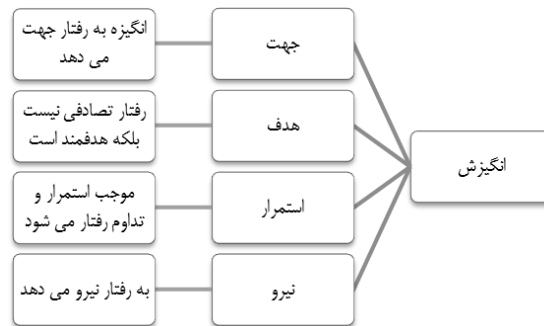 انگیزش
جهت
انگیزه به رفتار جهت
می دهد
هدف
رفتار تصادفی نیست
بلکه هدفمند است
استمرار
موجب استمرار و
تداوم رفتار می شود
نیرو
به رفتار نیرو می دهد